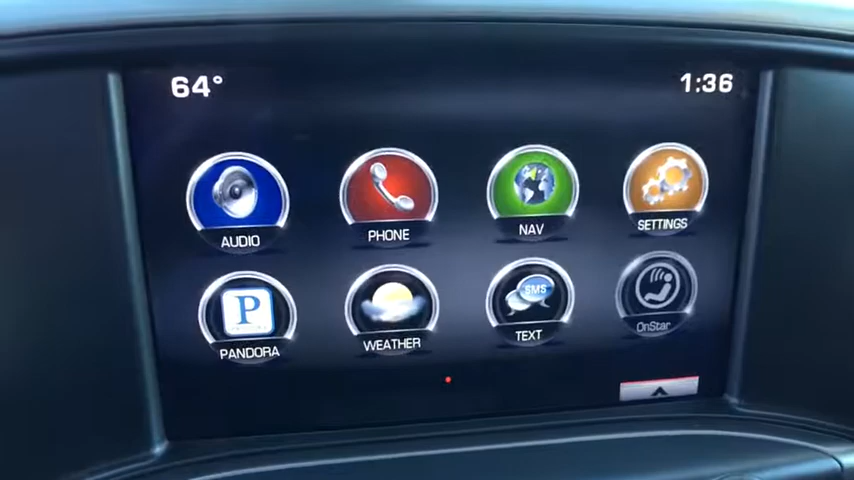 64° 1:36
AUDIO PHONE NAV SETTINGS
P SMS
PANDORA WEATHER TEXT OnStar